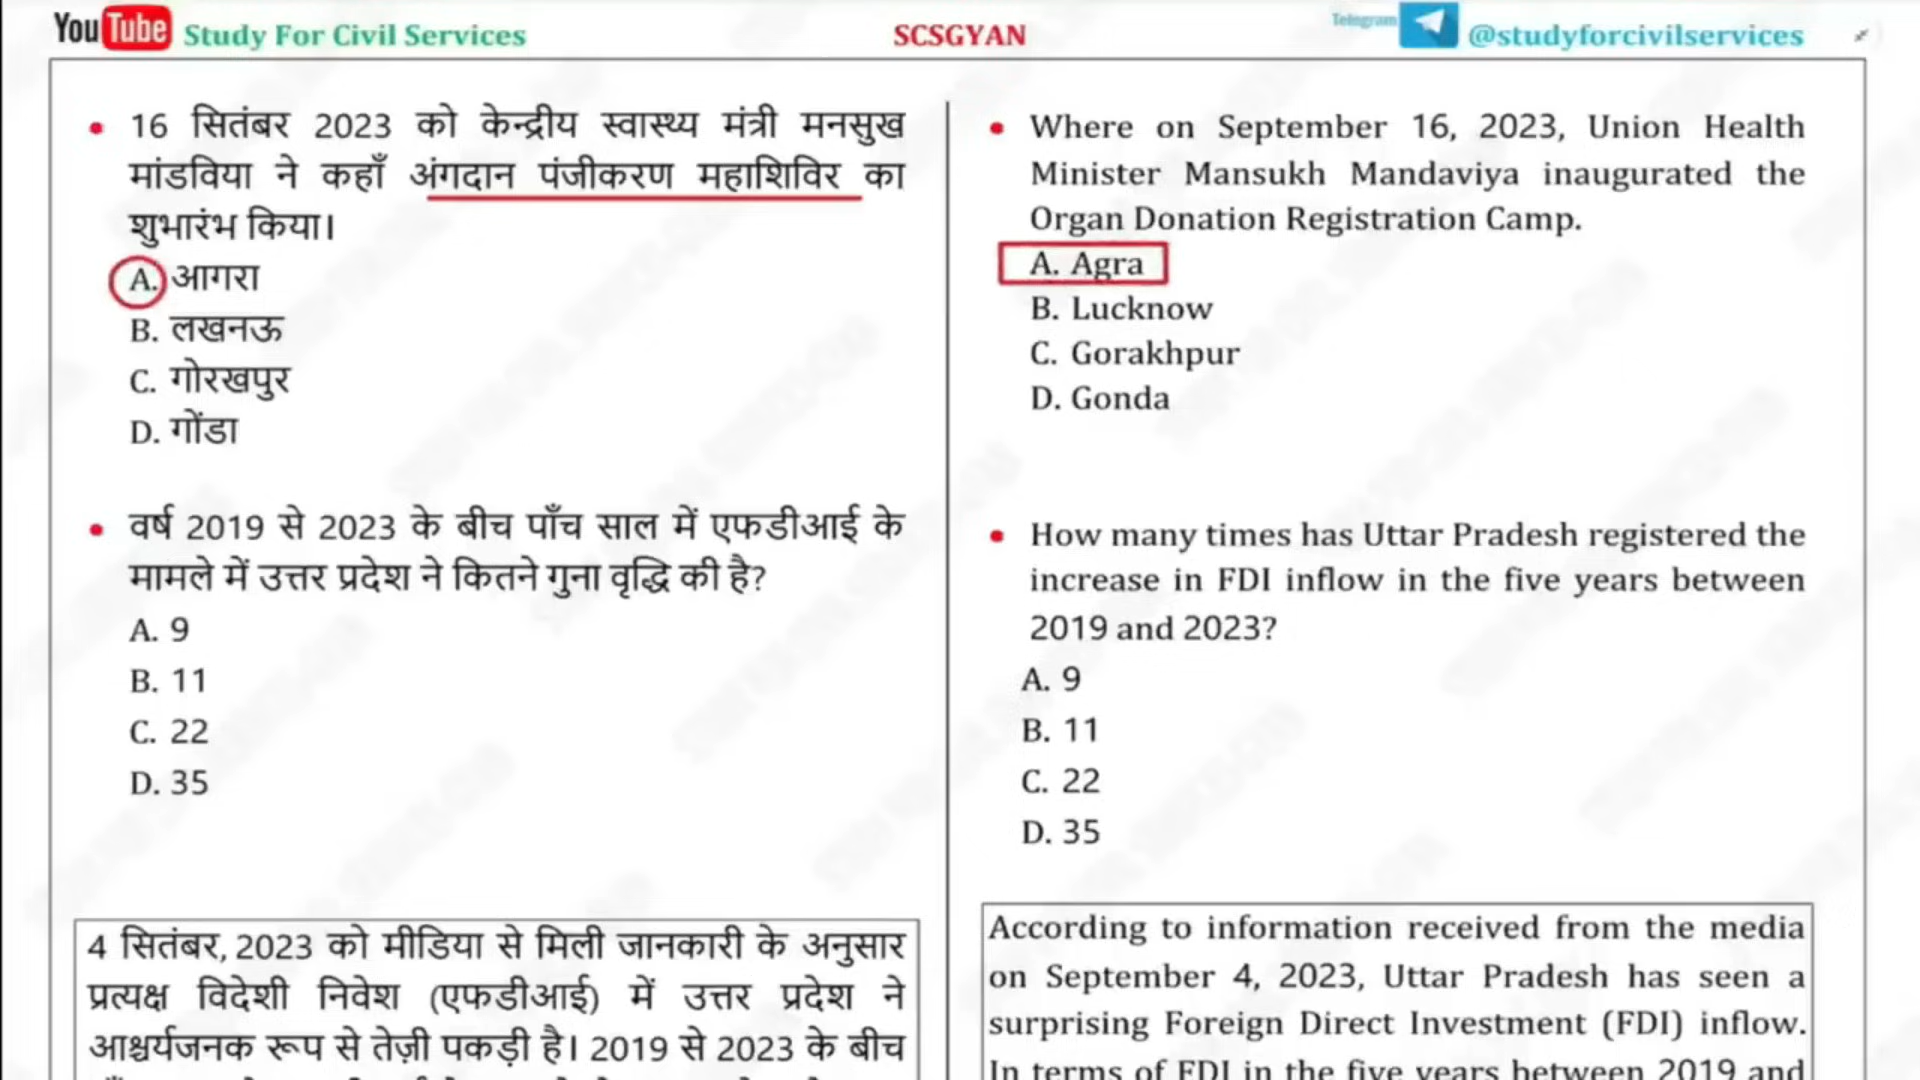 YouTube Study For Civil Services
SCSGYAN
Telegram @studyforcivilservices
• 16 सितंबर 2023 को केन्द्रीय स्वास्थ्य मंत्री मनसुख
मांडविया ने कहाँ अंगदान पंजीकरण महाशिविर का
शुभारंभ किया।
A. आगरा
B. लखनऊ
C. गोरखपुर
D. गोंडा
• वर्ष 2019 से 2023 के बीच पाँच साल में एफडीआई के
मामले में उत्तर प्रदेश ने कितने गुना वृद्धि की है?
A. 9
B. 11
C. 22
D. 35
4 सितंबर, 2023 को मीडिया से मिली जानकारी के अनुसार
प्रत्यक्ष विदेशी निवेश (एफडीआई) में उत्तर प्रदेश ने
आश्चर्यजनक रूप से तेज़ी पकड़ी है। 2019 से 2023 के बीच
• Where on September 16, 2023, Union Health
Minister Mansukh Mandaviya inaugurated the
Organ Donation Registration Camp.
A. Agra
B. Lucknow
C. Gorakhpur
D. Gonda
• How many times has Uttar Pradesh registered the
increase in FDI inflow in the five years between
2019 and 2023?
A. 9
B. 11
C. 22
D. 35
According to information received from the media
on September 4, 2023, Uttar Pradesh has seen a
surprising Foreign Direct Investment (FDI) inflow.
In terms of FDI in the five years between 2019 and